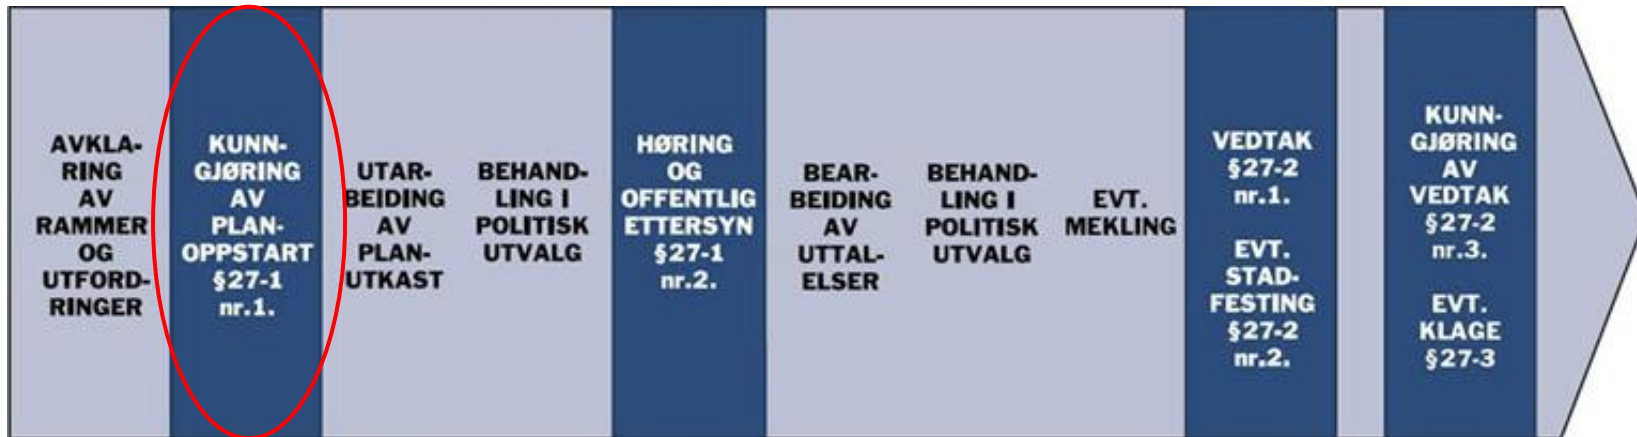 AVKLA-
RING
AV
RAMMER
OG
UTFORD-
RINGER
KUNN-
GJØRING
AV
PLAN-
OPPSTART
§27-1
nr.1.
UTAR-
BEIDING
AV
PLAN-
UTKAST
BEHAND-
LING I
POLITISK
UTVALG
HØRING
OG
OFFENTLIG
ETTERSYN
§27-1
nr.2.
BEAR-
BEIDING
AV
UTTAL-
ELSER
BEHAND-
LING I
POLITISK
UTVALG
EVT.
MEKLING
VEDTAK
§27-2
nr.1.
EVT.
STAD-
FESTING
§27-2
nr.2.
KUNN-
GJØRING
AV
VEDTAK
§27-2
nr.3.
EVT.
KLAGE
§27-3